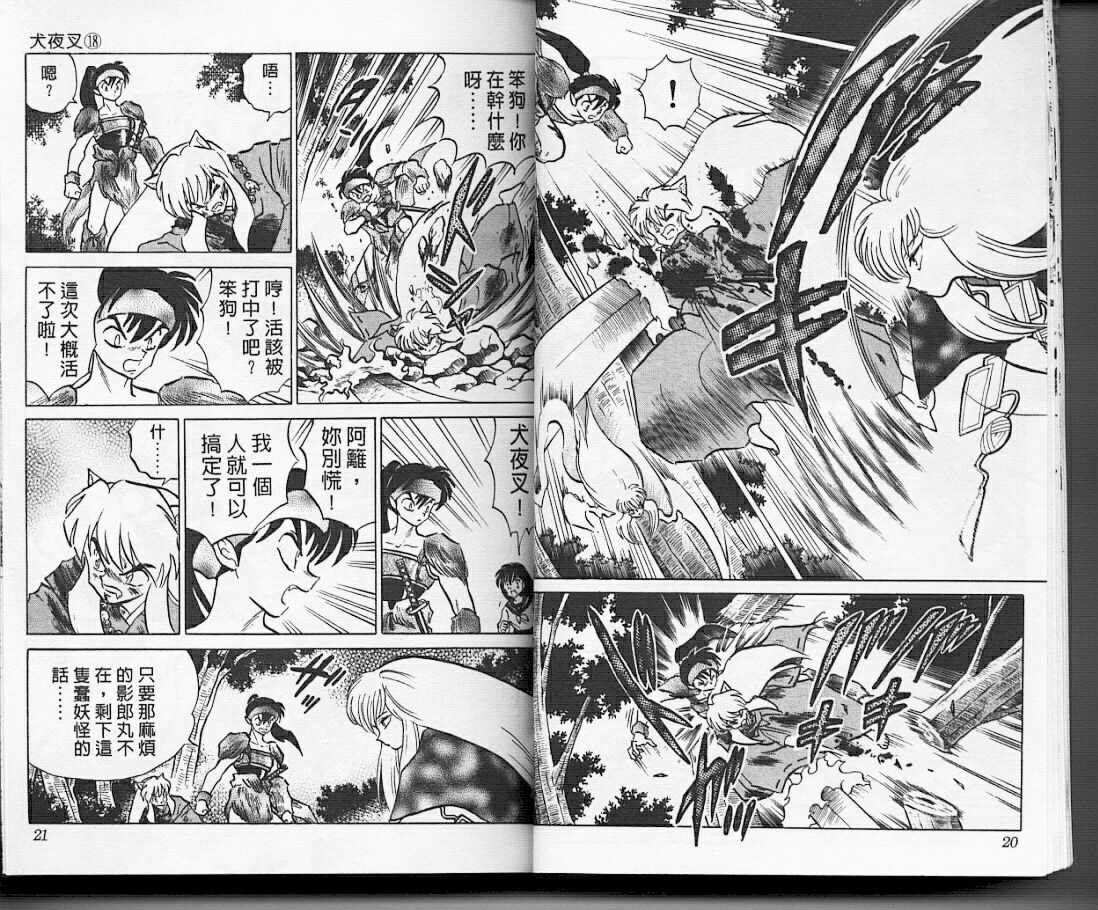 犬夜叉⑱
!
笨狗!你
在幹什麼
呀……
唔…
嗯?
哼!活該被
打中了吧?
笨狗!
這次大概活
不了啦!
犬夜叉!
阿籬,
妳別慌!
我一個
人就可以
搞定了!
什……
只要那麻煩
的影郎丸不
在,剩下這
隻蠢妖怪的
話……
21
20